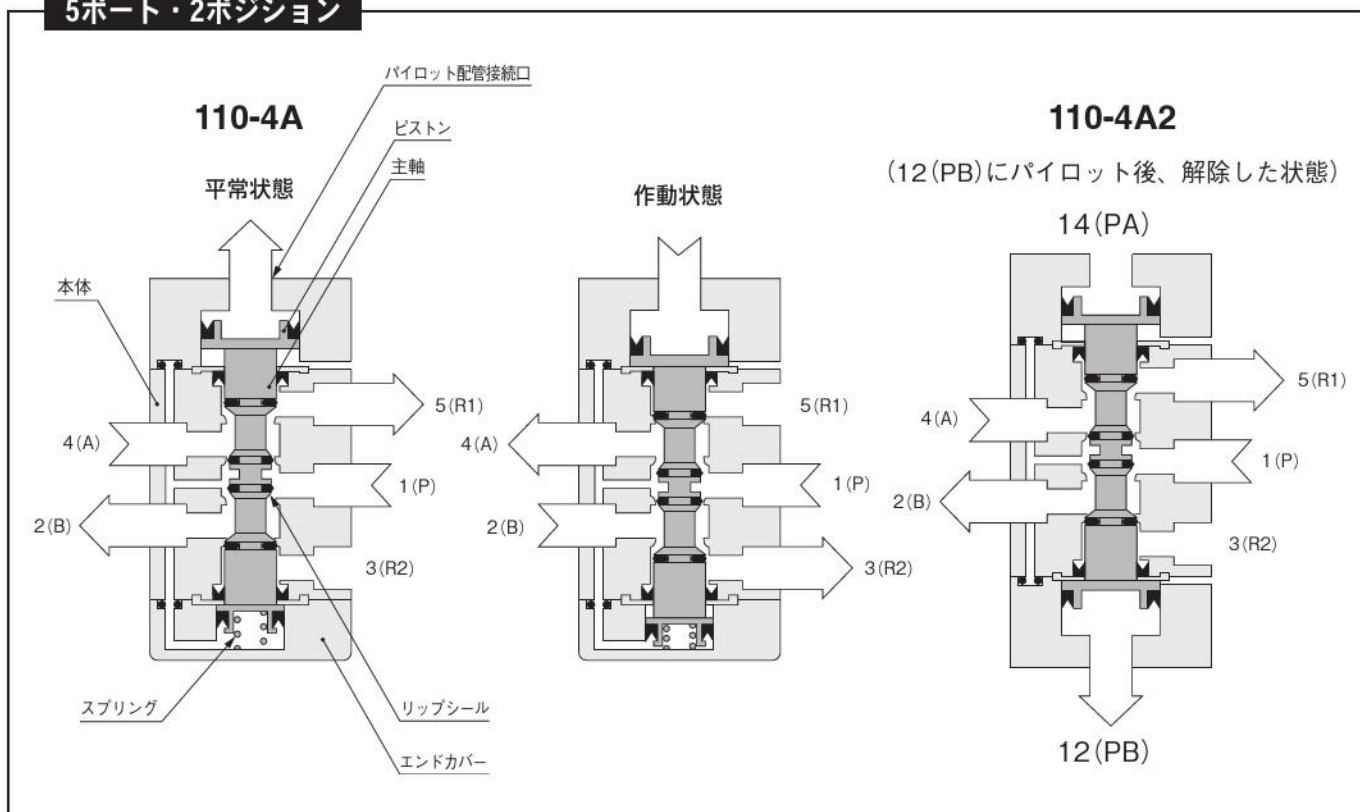 5ポート・2ポジション
110-4A
平常状態
パイロット配管接続口
ピストン
主軸
本体
5(R1)
4(A)
1(P)
2(B)
3(R2)
スプリング
リップシール
エンドカバー
作動状態
5(R1)
4(A)
1(P)
2(B)
3(R2)
110-4A2
(12(PB)にパイロット後、解除した状態)
14(PA)
5(R1)
4(A)
1(P)
2(B)
3(R2)
12(PB)